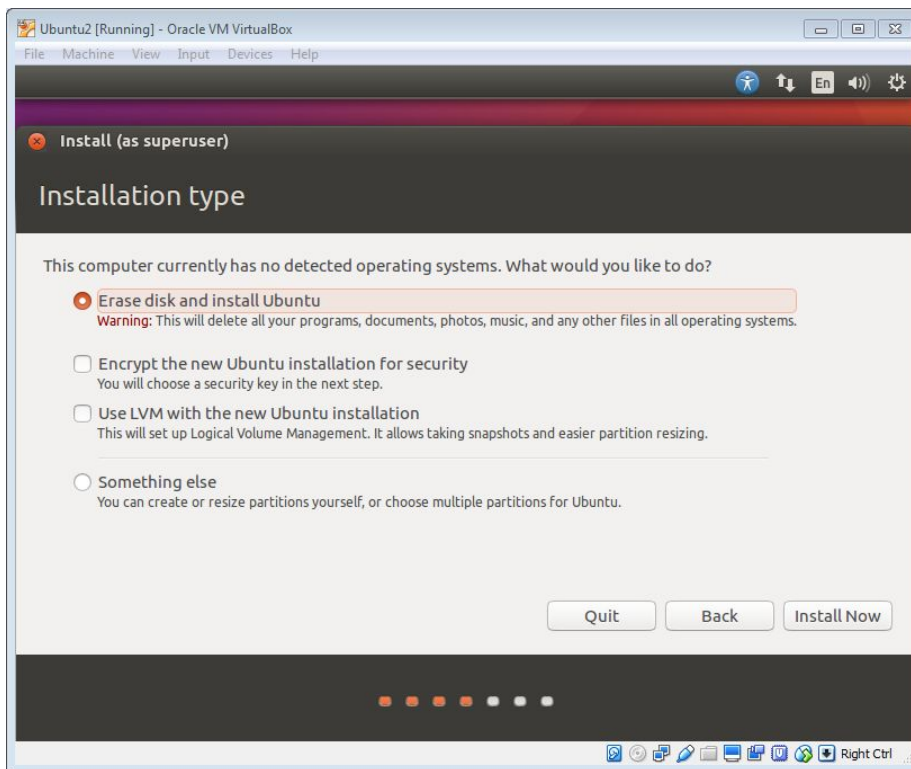 Ubuntu2 [Running] - Oracle VM VirtualBox
File Machine View Input Devices Help
En
Install (as superuser)
Installation type
This computer currently has no detected operating systems. What would you like to do?
Erase disk and install Ubuntu
Warning: This will delete all your programs, documents, photos, music, and any other files in all operating systems.
Encrypt the new Ubuntu installation for security
You will choose a security key in the next step.
Use LVM with the new Ubuntu installation
This will set up Logical Volume Management. It allows taking snapshots and easier partition resizing.
Something else
You can create or resize partitions yourself, or choose multiple partitions for Ubuntu.
Quit Back Install Now
Right Ctrl